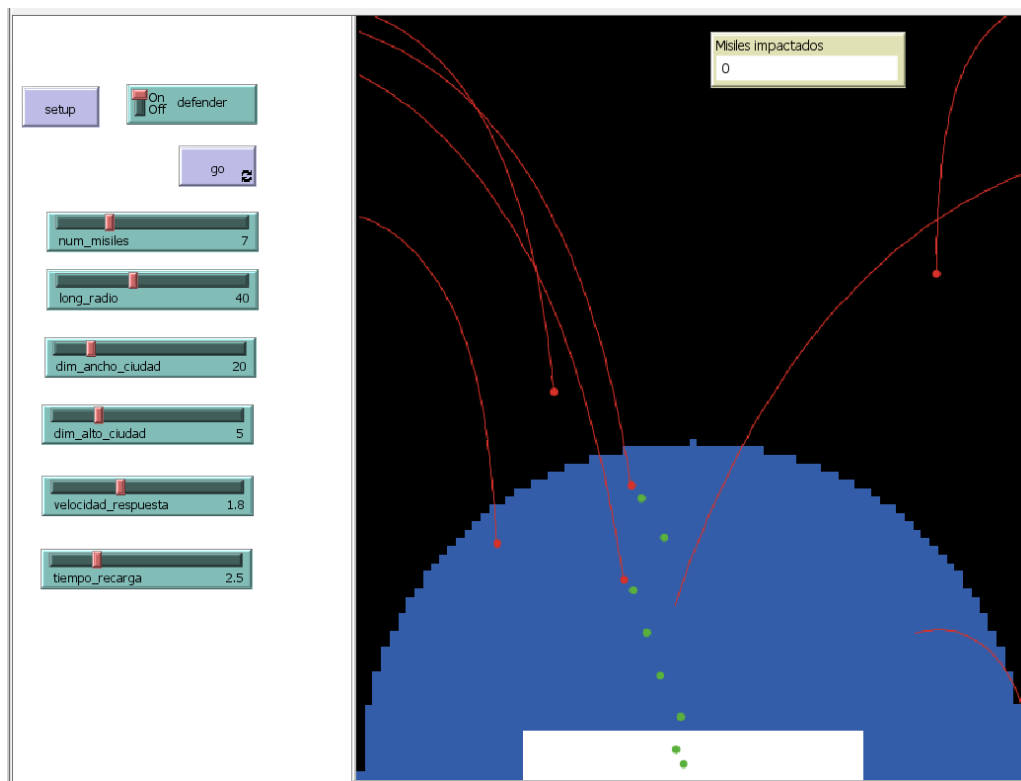 Misiles impactados
0
setup
On
Off
defender
go
num_misiles 7
long_radio 40
dim_ancho_ciudad 20
dim_alto_ciudad 5
velocidad_respuesta 1.8
tiempo_recarga 2.5